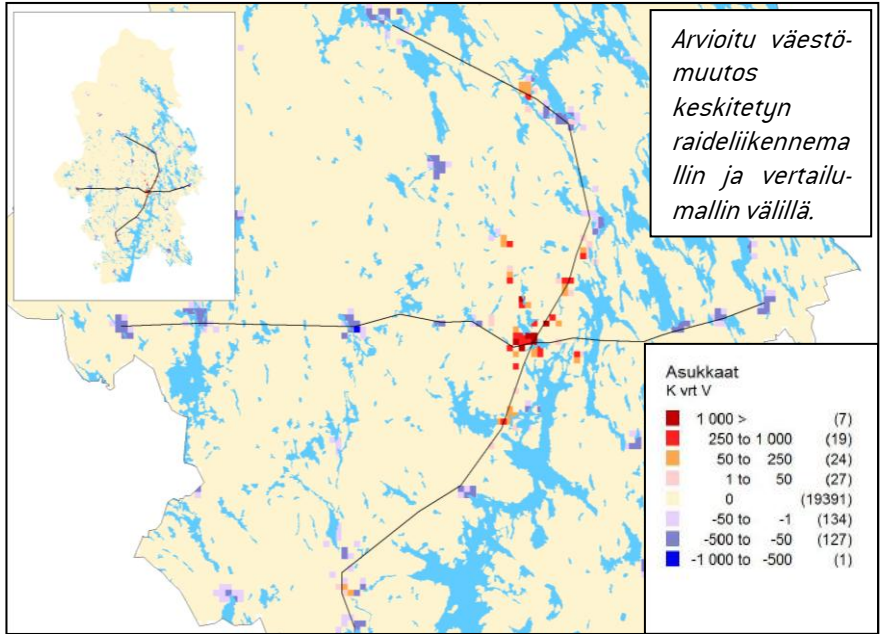 Arvioitu väestö-
muutos
keskitetyn
raideliikennema
llin ja vertailu-
mallin välillä.
Asukkaat
K vrt V
1 000 > (7)
250 to 1 000 (19)
50 to 250 (24)
1 to 50 (27)
0 (19391)
-50 to -1 (134)
-500 to -50 (127)
-1 000 to -500 (1)